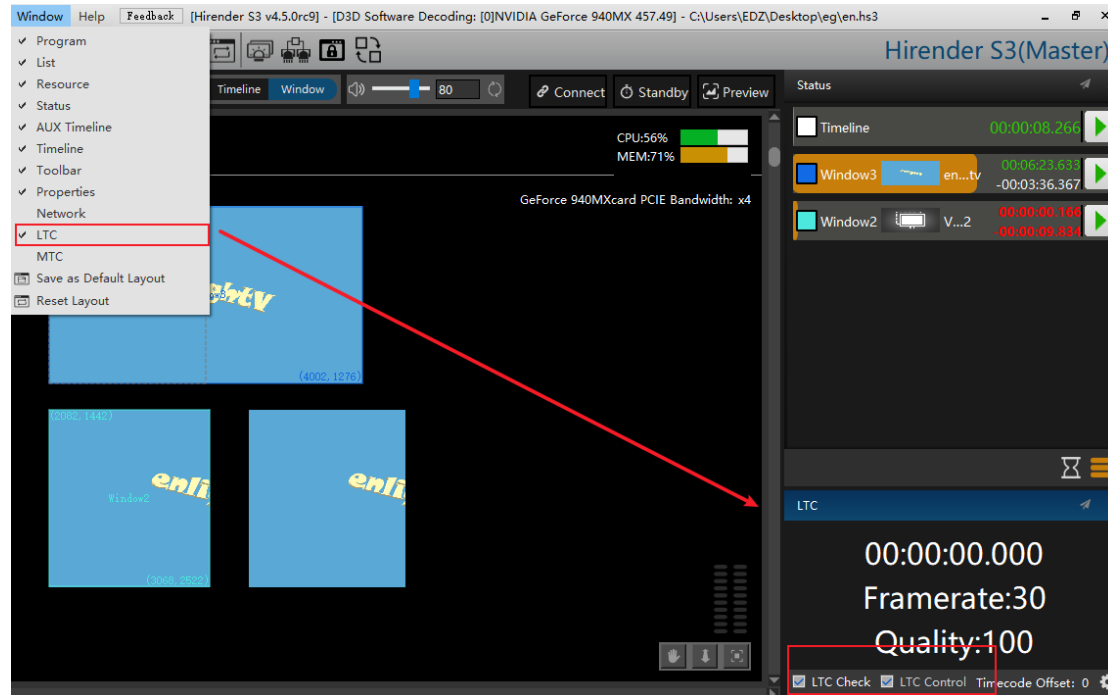 Window Help Feedback [Hirender S3 v4.5.0rc9] - [D3D Software Decoding: [0]NVIDIA GeForce 940MX 457.49] - C:\Users\EDZ\Desktop\eg\en.hs3
Program
List
Resource
Status
AUX Timeline
Timeline
Toolbar
Properties
Network
LTC
MTC
Save as Default Layout
Reset Layout
Hirender S3(Master)
Timeline Window 80 Connect Standby Preview
CPU:56%
MEM:71%
GeForce 940MXcard PCIE Bandwidth: x4
(4002,1276)
(2082,1442)
enli
Window2
(3068,2522)
enli
Status
Timeline 00:00:08.266
Window3 en...tv 00:06:23.633
-00:03:36.367
Window2 V...2 00:00:00.166
-00:00:09.834
LTC
00:00:00.000
Framerate:30
Quality:100
LTC Check LTC Control Timecode Offset: 0